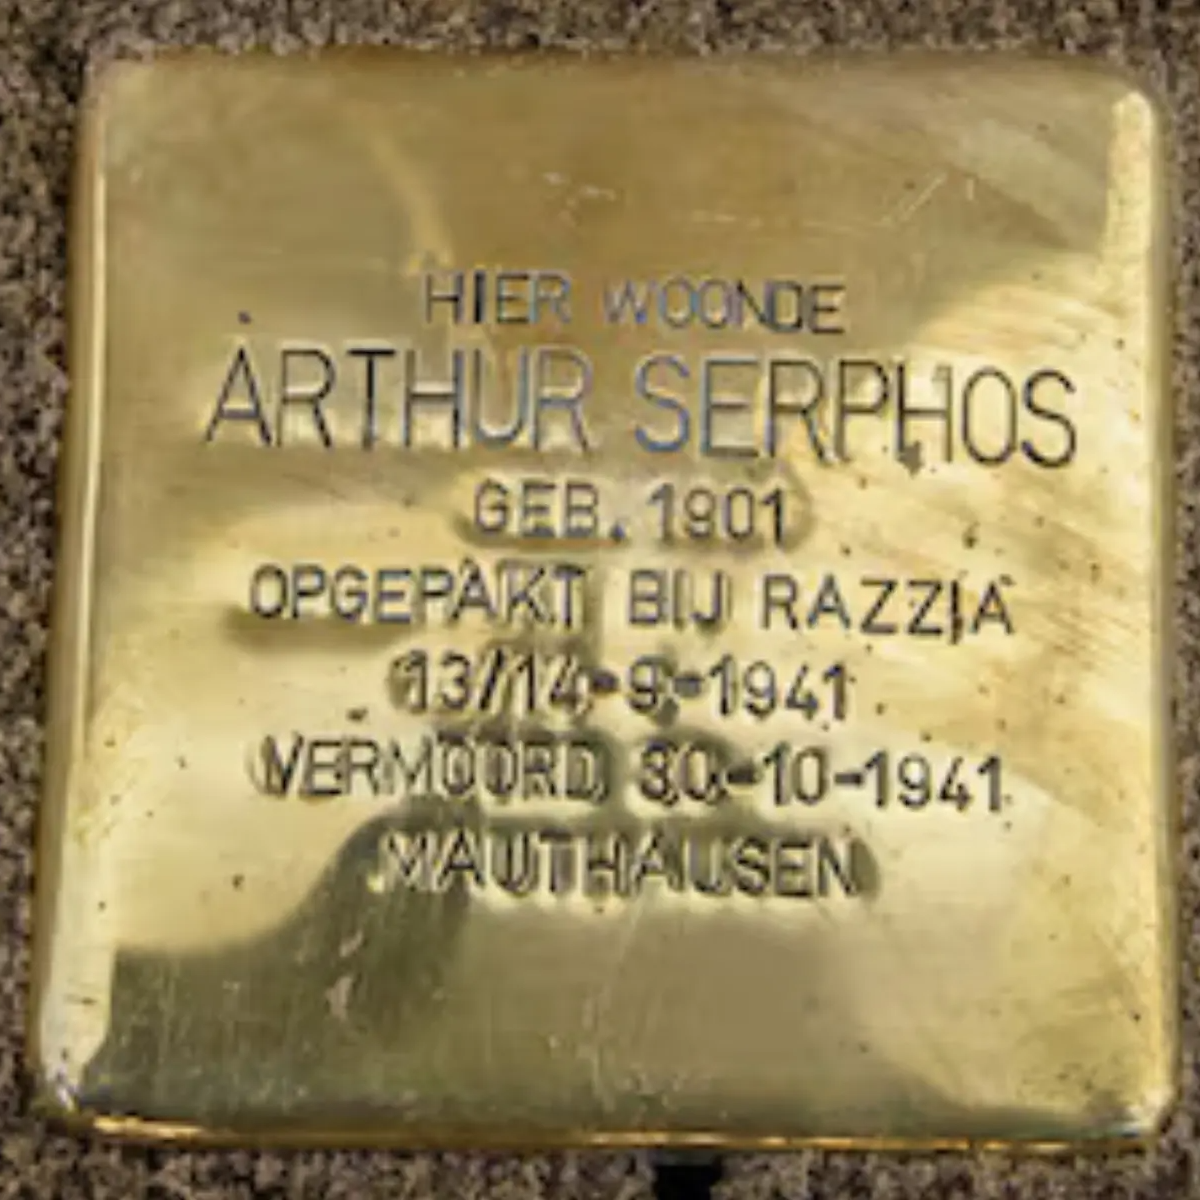 HIER WOONDE
ARTHUR SERPHOS
GEB. 1901
OPGEPAKT BIJ RAZZIA
13/14-9-1941
VERMOORD 30-10-1941
MAUTHAUSEN